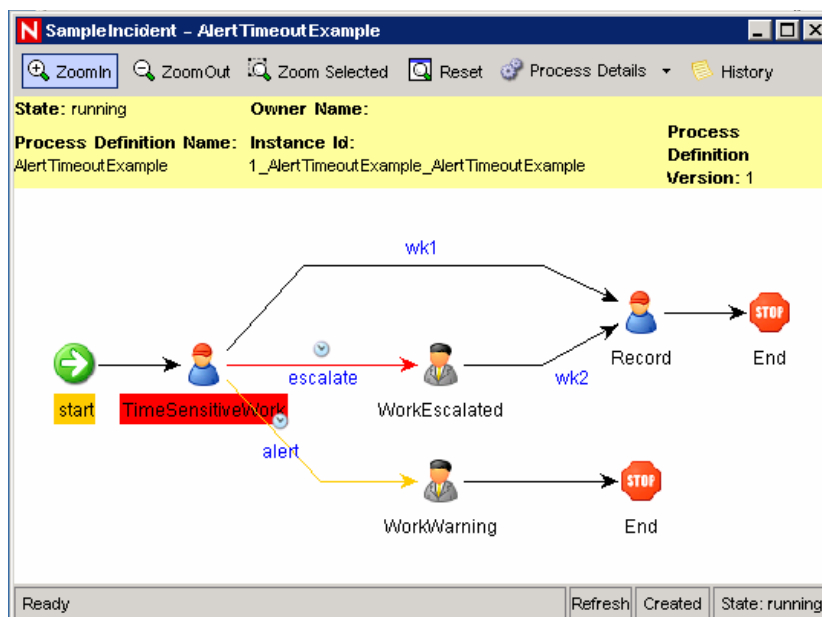 N SampleIncident - AlertTimeoutExample
ZoomIn ZoomOut Zoom Selected Reset Process Details History
State: running Owner Name:
Process Definition Name: Instance Id: Process Definition Version: 1
AlertTimeoutExample 1_AlertTimeoutExample_AlertTimeoutExample
wk1
STOP
Record End
escalate wk2
start TimeSensitiveWork WorkEscalated
alert
STOP
WorkWarning End
Ready Refresh Created State: running